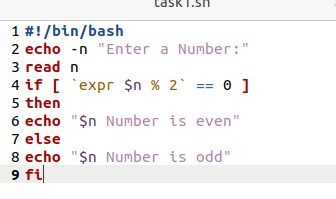 task1.sh
1 #!/bin/bash
2 echo -n "Enter a Number:"
3 read n
4 if [ `expr $n % 2` == 0 ]
5 then
6 echo "$n Number is even"
7 else
8 echo "$n Number is odd"
9 fi